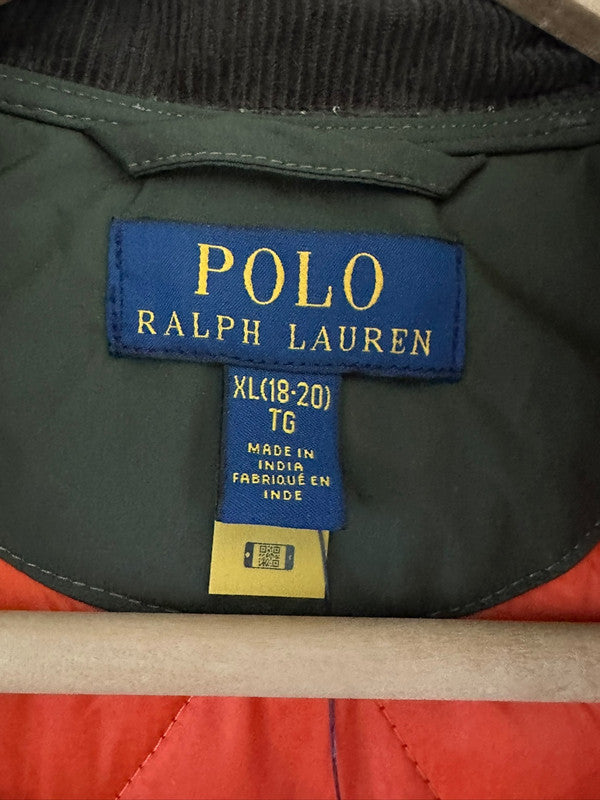 POLO
RALPH LAUREN
XL(18·20)
TG
MADE IN
INDIA
FABRIQUÉ EN
INDE